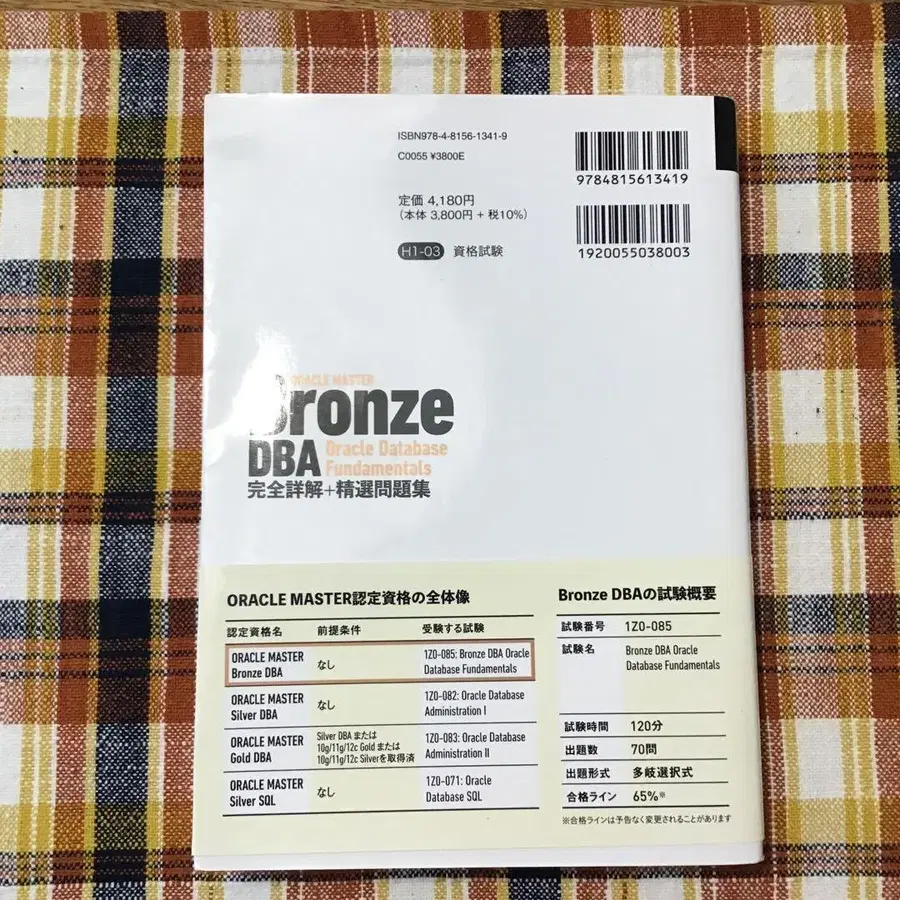 ISBN978-4-8156-1341-9
C0055 ¥3800E
定価 4,180円
（本体 3,800円 + 税10%）
H1-03 資格試験
9784815613419
1920055038003
ORACLE MASTER
Bronze
DBA Oracle Database
Fundamentals
完全詳解+精選問題集
ORACLE MASTER認定資格の全体像
認定資格名 前提条件 受験する試験
ORACLE MASTER
Bronze DBA
なし
1Z0-085: Bronze DBA Oracle
Database Fundamentals
ORACLE MASTER
Silver DBA
なし
1Z0-082: Oracle Database
Administration I
ORACLE MASTER
Gold DBA
Silver DBA または
10g/11g/12c Gold または
10g/11g/12c Silverを取得済
1Z0-083: Oracle Database
Administration II
ORACLE MASTER
Silver SQL
なし
1Z0-071: Oracle
Database SQL
Bronze DBAの試験概要
試験番号 1Z0-085
試験名 Bronze DBA Oracle
Database Fundamentals
試験時間 120分
出題数 70問
出題形式 多岐選択式
合格ライン 65%※
※合格ラインは予告なく変更されることがあります